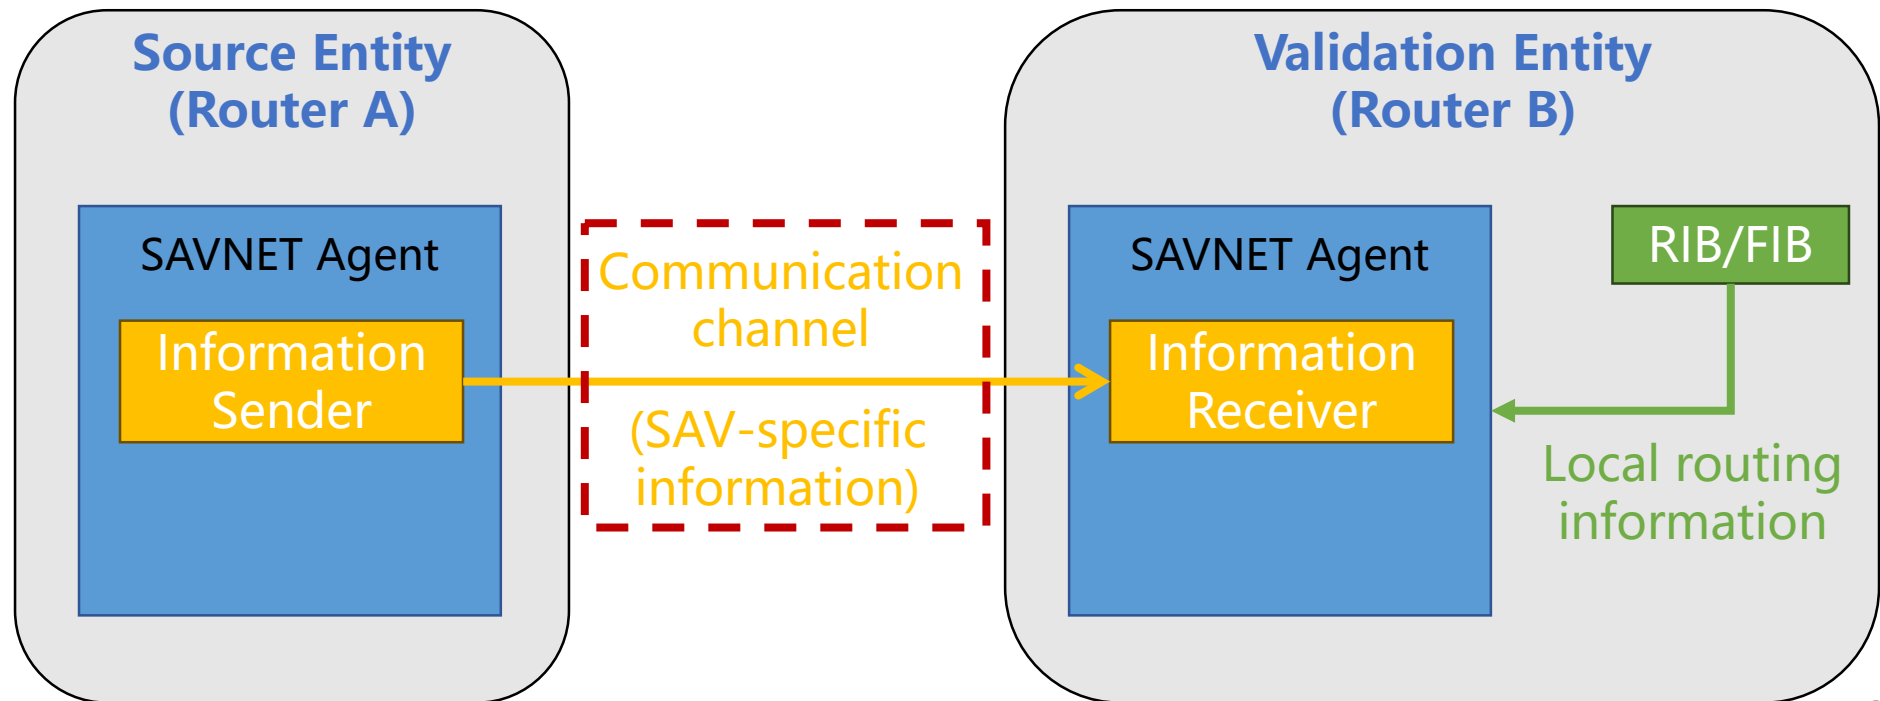 Source Entity
(Router A)
SAVNET Agent
Information
Sender
Communication
channel
(SAV-specific
information)
Validation Entity
(Router B)
SAVNET Agent
Information
Receiver
RIB/FIB
Local routing
information